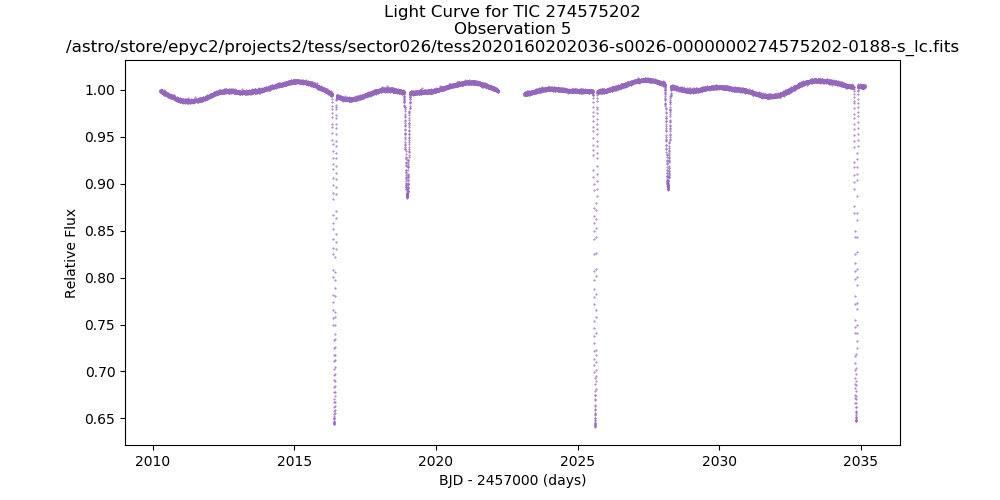 Light Curve for TIC 274575202
Observation 5
/astro/store/epyc2/projects2/tess/sector026/tess2020160202036-s0026-0000000274575202-0188-s_lc.fits
1.00
0.95
0.90
0.85
0.80
0.75
0.70
0.65
Relative Flux
2010 2015 2020 2025 2030 2035
BJD - 2457000 (days)